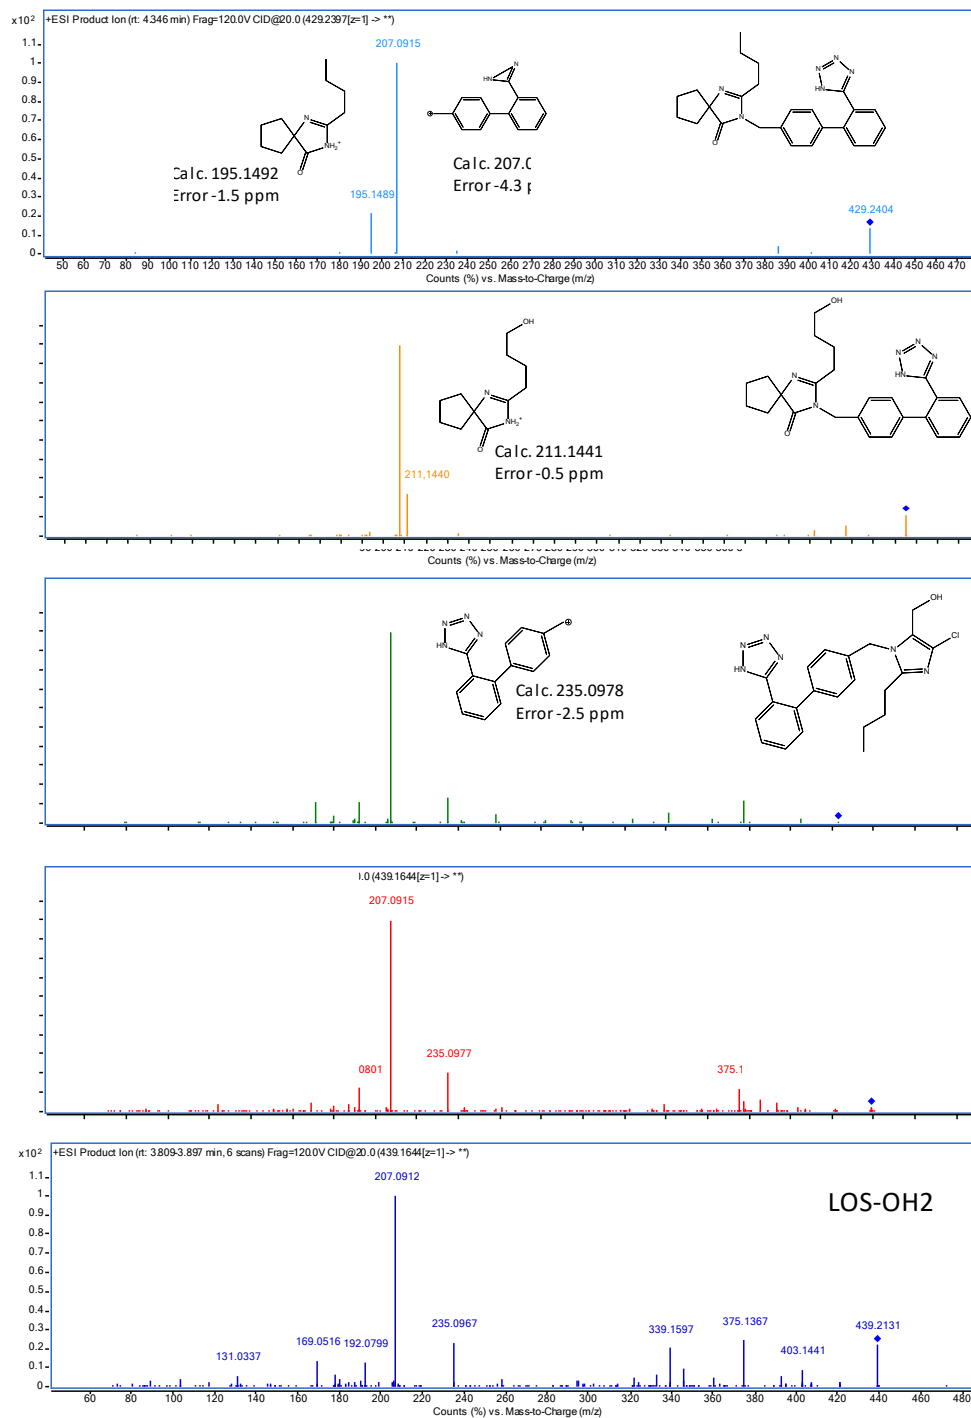 x10²
+ESI Product Ion (rt: 4.346 min) Frag=120.0V CID@20.0 (429.2397[z=1] -> **)
1.1
1
0.9
0.8
0.7
0.6
0.5
0.4
0.3
0.2
0.1
0
207.0915
195.1489
429.2404
N
NH₂⁺
O
Calc. 195.1492
Error -1.5 ppm
HN
N
⊕
Calc. 207.0
Error -4.3
N
N
O
N
N
N
HN
50 60 70 80 90 100 110 120 130 140 150 160 170 180 190 200 210 220 230 240 250 260 270 280 290 300 310 320 330 340 350 360 370 380 390 400 410 420 430 440 450 460 470
Counts (%) vs. Mass-to-Charge (m/z)
OH
N
NH₂⁺
O
Calc. 211.1441
Error -0.5 ppm
211,1440
OH
N
N
O
N
N
N
HN
Counts (%) vs. Mass-to-Charge (m/z)
N
N
N
HN
⊕
Calc. 235.0978
Error -2.5 ppm
OH
Cl
N
N
N
N
N
HN
.0 (439.1644[z=1] -> **)
207.0915
0801
235.0977
375.1
x10²
+ESI Product Ion (rt: 3.809-3.897 min, 6 scans) Frag=120.0V CID@20.0 (439.1644[z=1] -> **)
1.1
1
0.9
0.8
0.7
0.6
0.5
0.4
0.3
0.2
0.1
0
LOS-OH2
207.0912
131.0337
169.0516
192.0799
235.0967
339.1597
375.1367
403.1441
439.2131
60 80 100 120 140 160 180 200 220 240 260 280 300 320 340 360 380 400 420 440 460 480
Counts (%) vs. Mass-to-Charge (m/z)